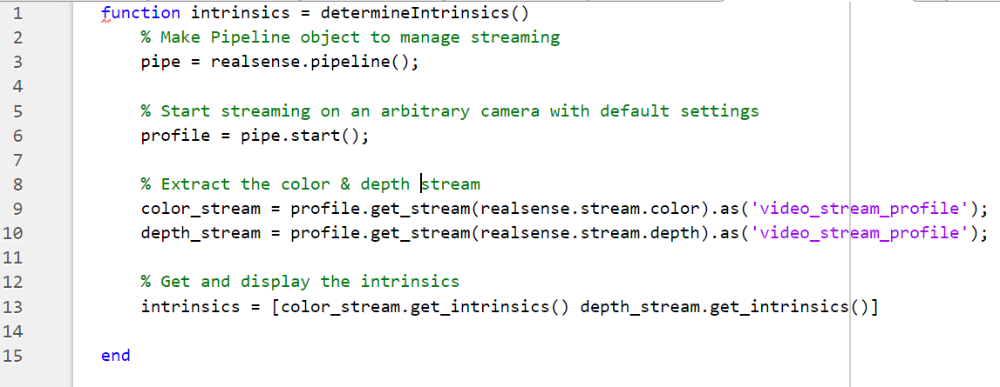 1 function intrinsics = determineIntrinsics()
2 % Make Pipeline object to manage streaming
3 pipe = realsense.pipeline();
4
5 % Start streaming on an arbitrary camera with default settings
6 profile = pipe.start();
7
8 % Extract the color & depth stream
9 color_stream = profile.get_stream(realsense.stream.color).as('video_stream_profile');
10 depth_stream = profile.get_stream(realsense.stream.depth).as('video_stream_profile');
11
12 % Get and display the intrinsics
13 intrinsics = [color_stream.get_intrinsics() depth_stream.get_intrinsics()]
14
15 end